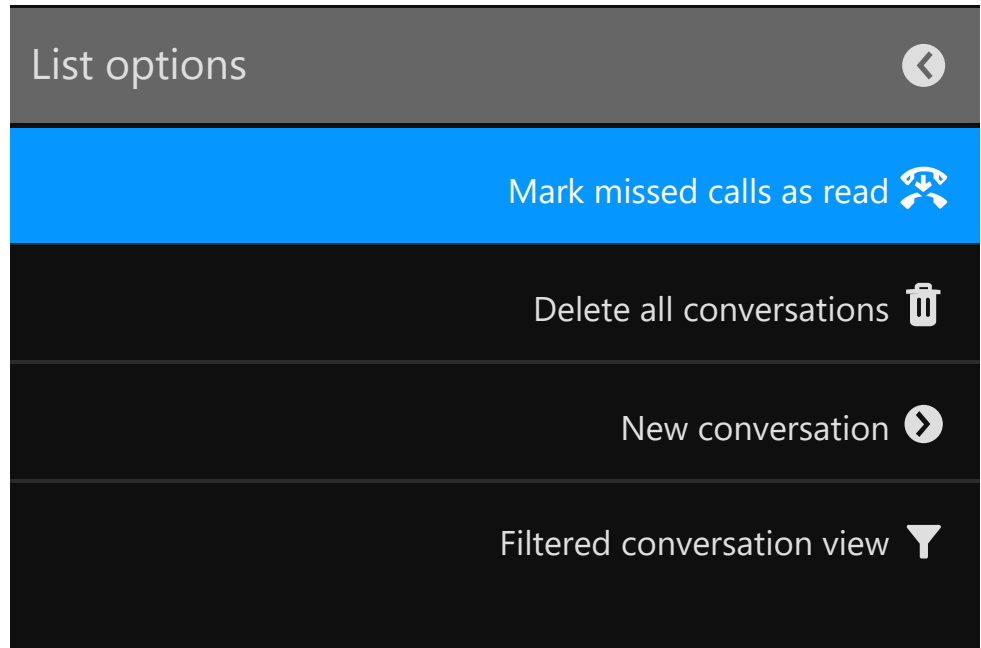 List options
Mark missed calls as read
Delete all conversations
New conversation
Filtered conversation view